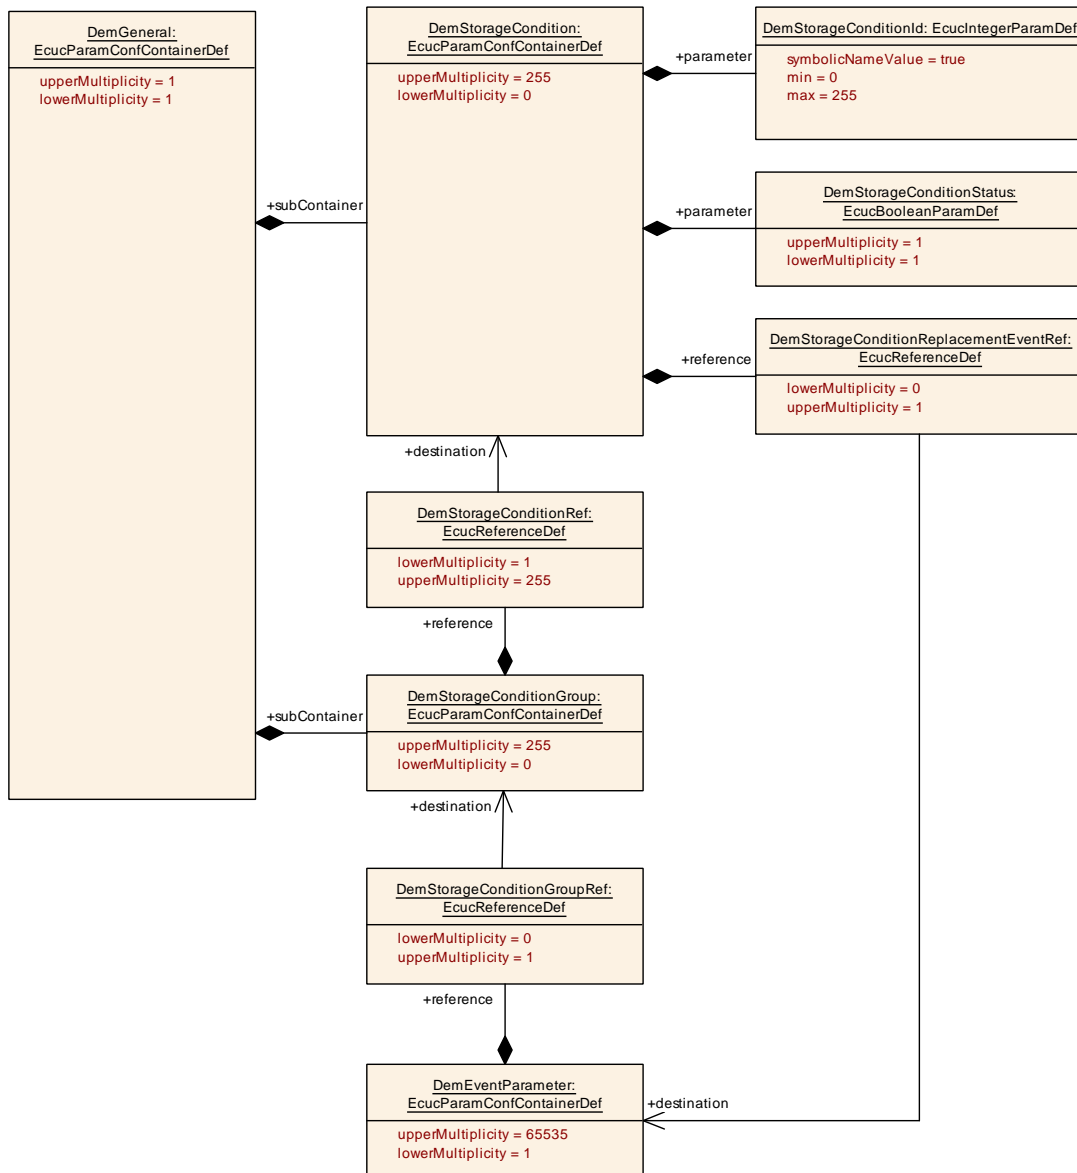 DemGeneral:
EcucParamConfContainerDef
upperMultiplicity = 1
lowerMultiplicity = 1
+subContainer
+subContainer
DemStorageCondition:
EcucParamConfContainerDef
upperMultiplicity = 255
lowerMultiplicity = 0
+parameter
DemStorageConditionId: EcucIntegerParamDef
symbolicNameValue = true
min = 0
max = 255
+parameter
DemStorageConditionStatus:
EcucBooleanParamDef
upperMultiplicity = 1
lowerMultiplicity = 1
+reference
DemStorageConditionReplacementEventRef:
EcucReferenceDef
lowerMultiplicity = 0
upperMultiplicity = 1
+destination
DemStorageConditionRef:
EcucReferenceDef
lowerMultiplicity = 1
upperMultiplicity = 255
+reference
DemStorageConditionGroup:
EcucParamConfContainerDef
upperMultiplicity = 255
lowerMultiplicity = 0
+destination
DemStorageConditionGroupRef:
EcucReferenceDef
lowerMultiplicity = 0
upperMultiplicity = 1
+reference
DemEventParameter:
EcucParamConfContainerDef
upperMultiplicity = 65535
lowerMultiplicity = 1
+destination